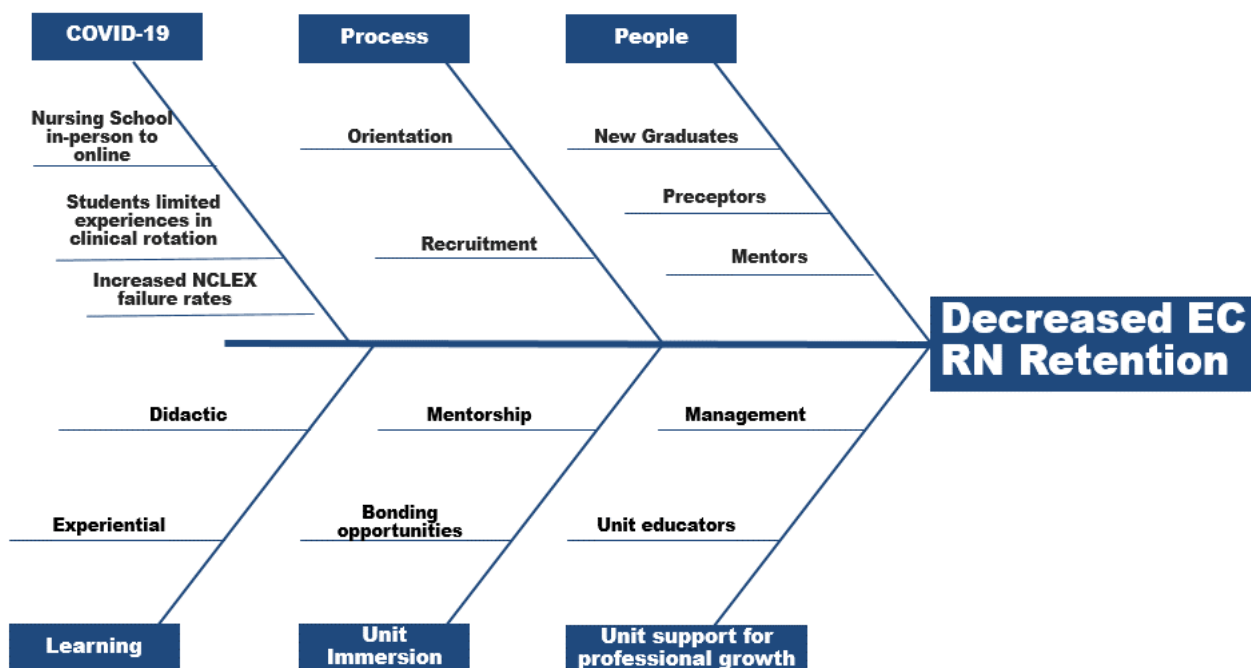 COVID-19
Process
People
Nursing School
in-person to
online
Orientation
New Graduates
Students limited
experiences in
clinical rotation
Preceptors
Recruitment
Mentors
Increased NCLEX
failure rates
Decreased EC
RN Retention
Didactic
Mentorship
Management
Experiential
Bonding
opportunities
Unit educators
Learning
Unit
Immersion
Unit support for
professional growth